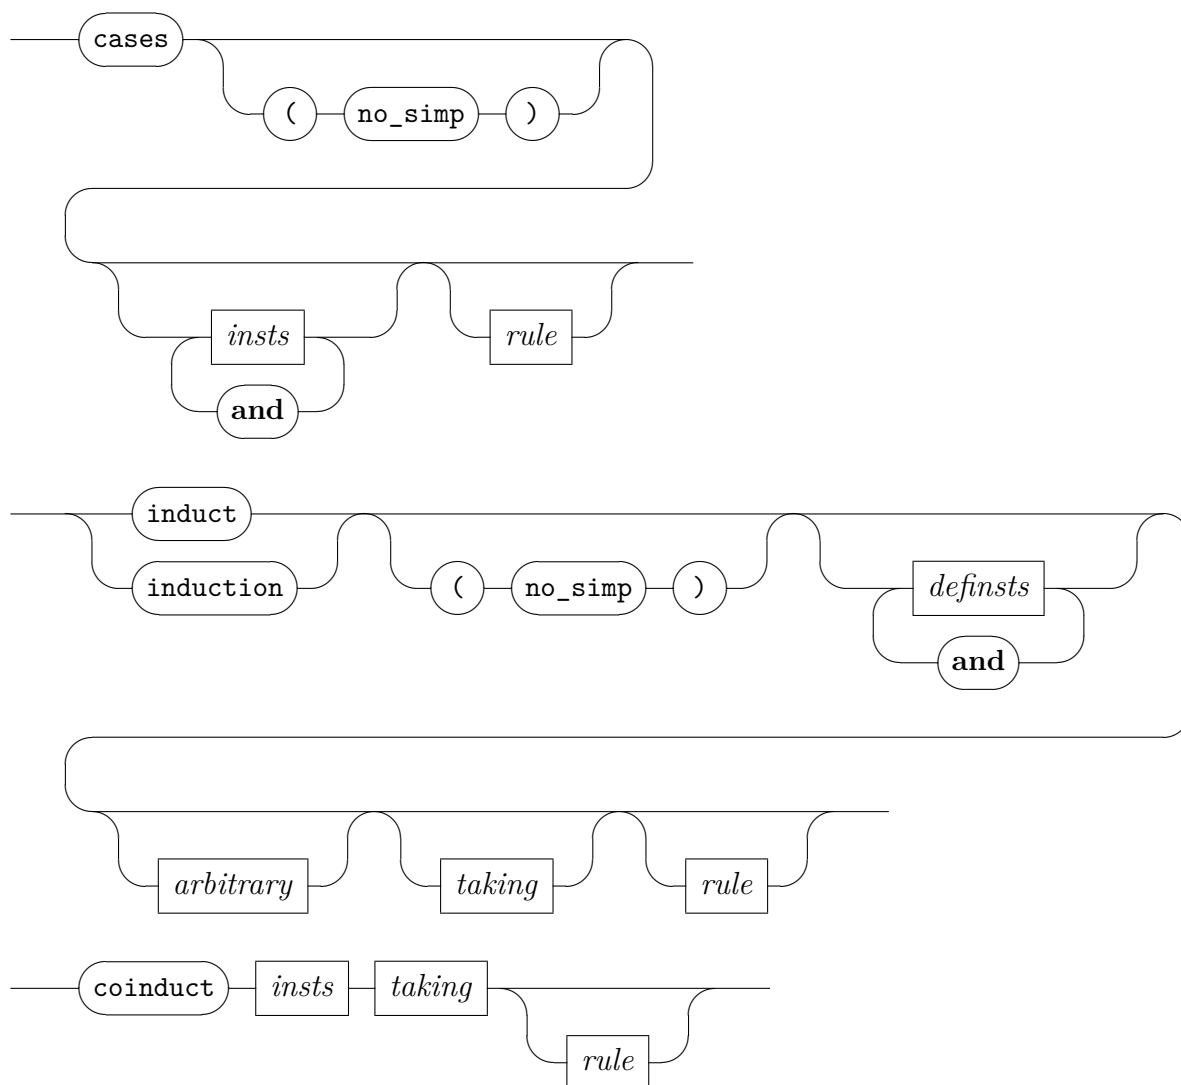 cases
( no_simp )
insts rule
and
induct
induction ( no_simp ) definsts
and
arbitrary taking rule
coinduct insts taking
rule